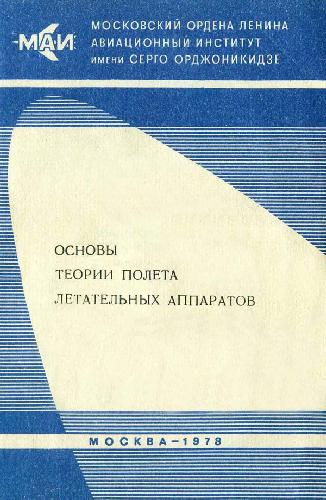 МАИ
МОСКОВСКИЙ ОРДЕНА ЛЕНИНА
АВИАЦИОННЫЙ ИНСТИТУТ
ИМЕНИ СЕРГО ОРДЖОНИКИДЗЕ
ОСНОВЫ
ТЕОРИИ ПОЛЕТА
ЛЕТАТЕЛЬНЫХ АППАРАТОВ
МОСКВА-1978